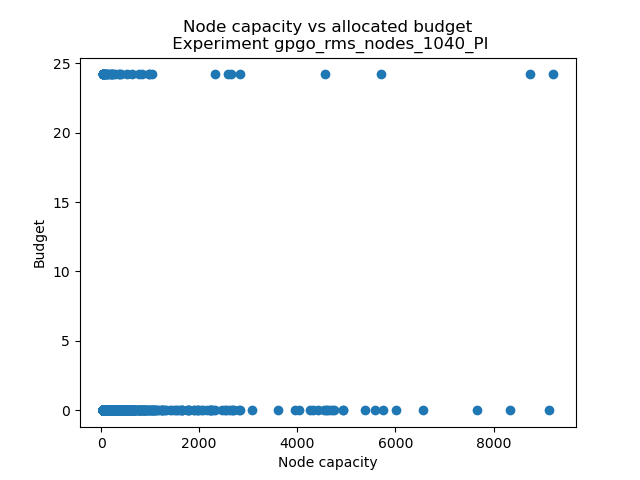 Node capacity vs allocated budget
Experiment gpgo_rms_nodes_1040_PI
25
20
15
10
5
0
Budget
0 2000 4000 6000 8000
Node capacity